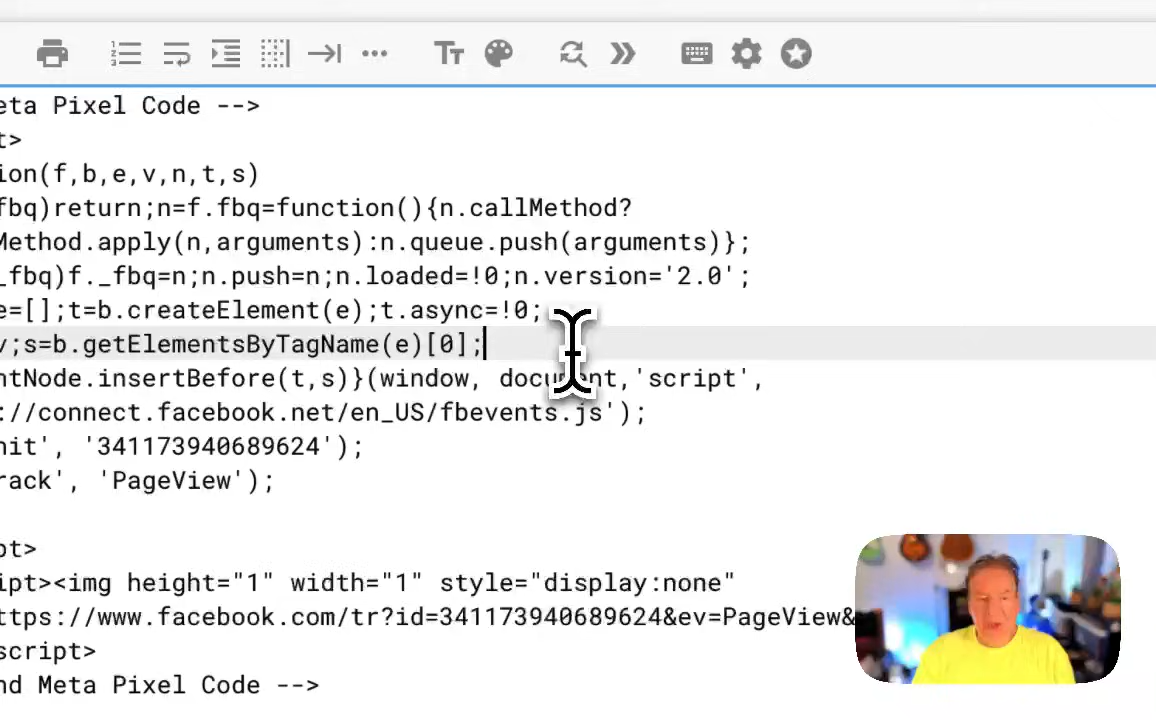 eta Pixel Code -->
t>
ion(f,b,e,v,n,t,s)
fbq)return;n=f.fbq=function(){n.callMethod?
Method.apply(n,arguments):n.queue.push(arguments)};
_fbq)f._fbq=n;n.push=n;n.loaded=!0;n.version='2.0';
e=[];t=b.createElement(e);t.async=!0;
v;s=b.getElementsByTagName(e)[0];
ntNode.insertBefore(t,s)}(window, document,'script',
://connect.facebook.net/en_US/fbevents.js');
nit', '341173940689624');
rack', 'PageView');
pt>
ipt><img height="1" width="1" style="display:none"
ttps://www.facebook.com/tr?id=341173940689624&ev=PageView&
script>
nd Meta Pixel Code -->